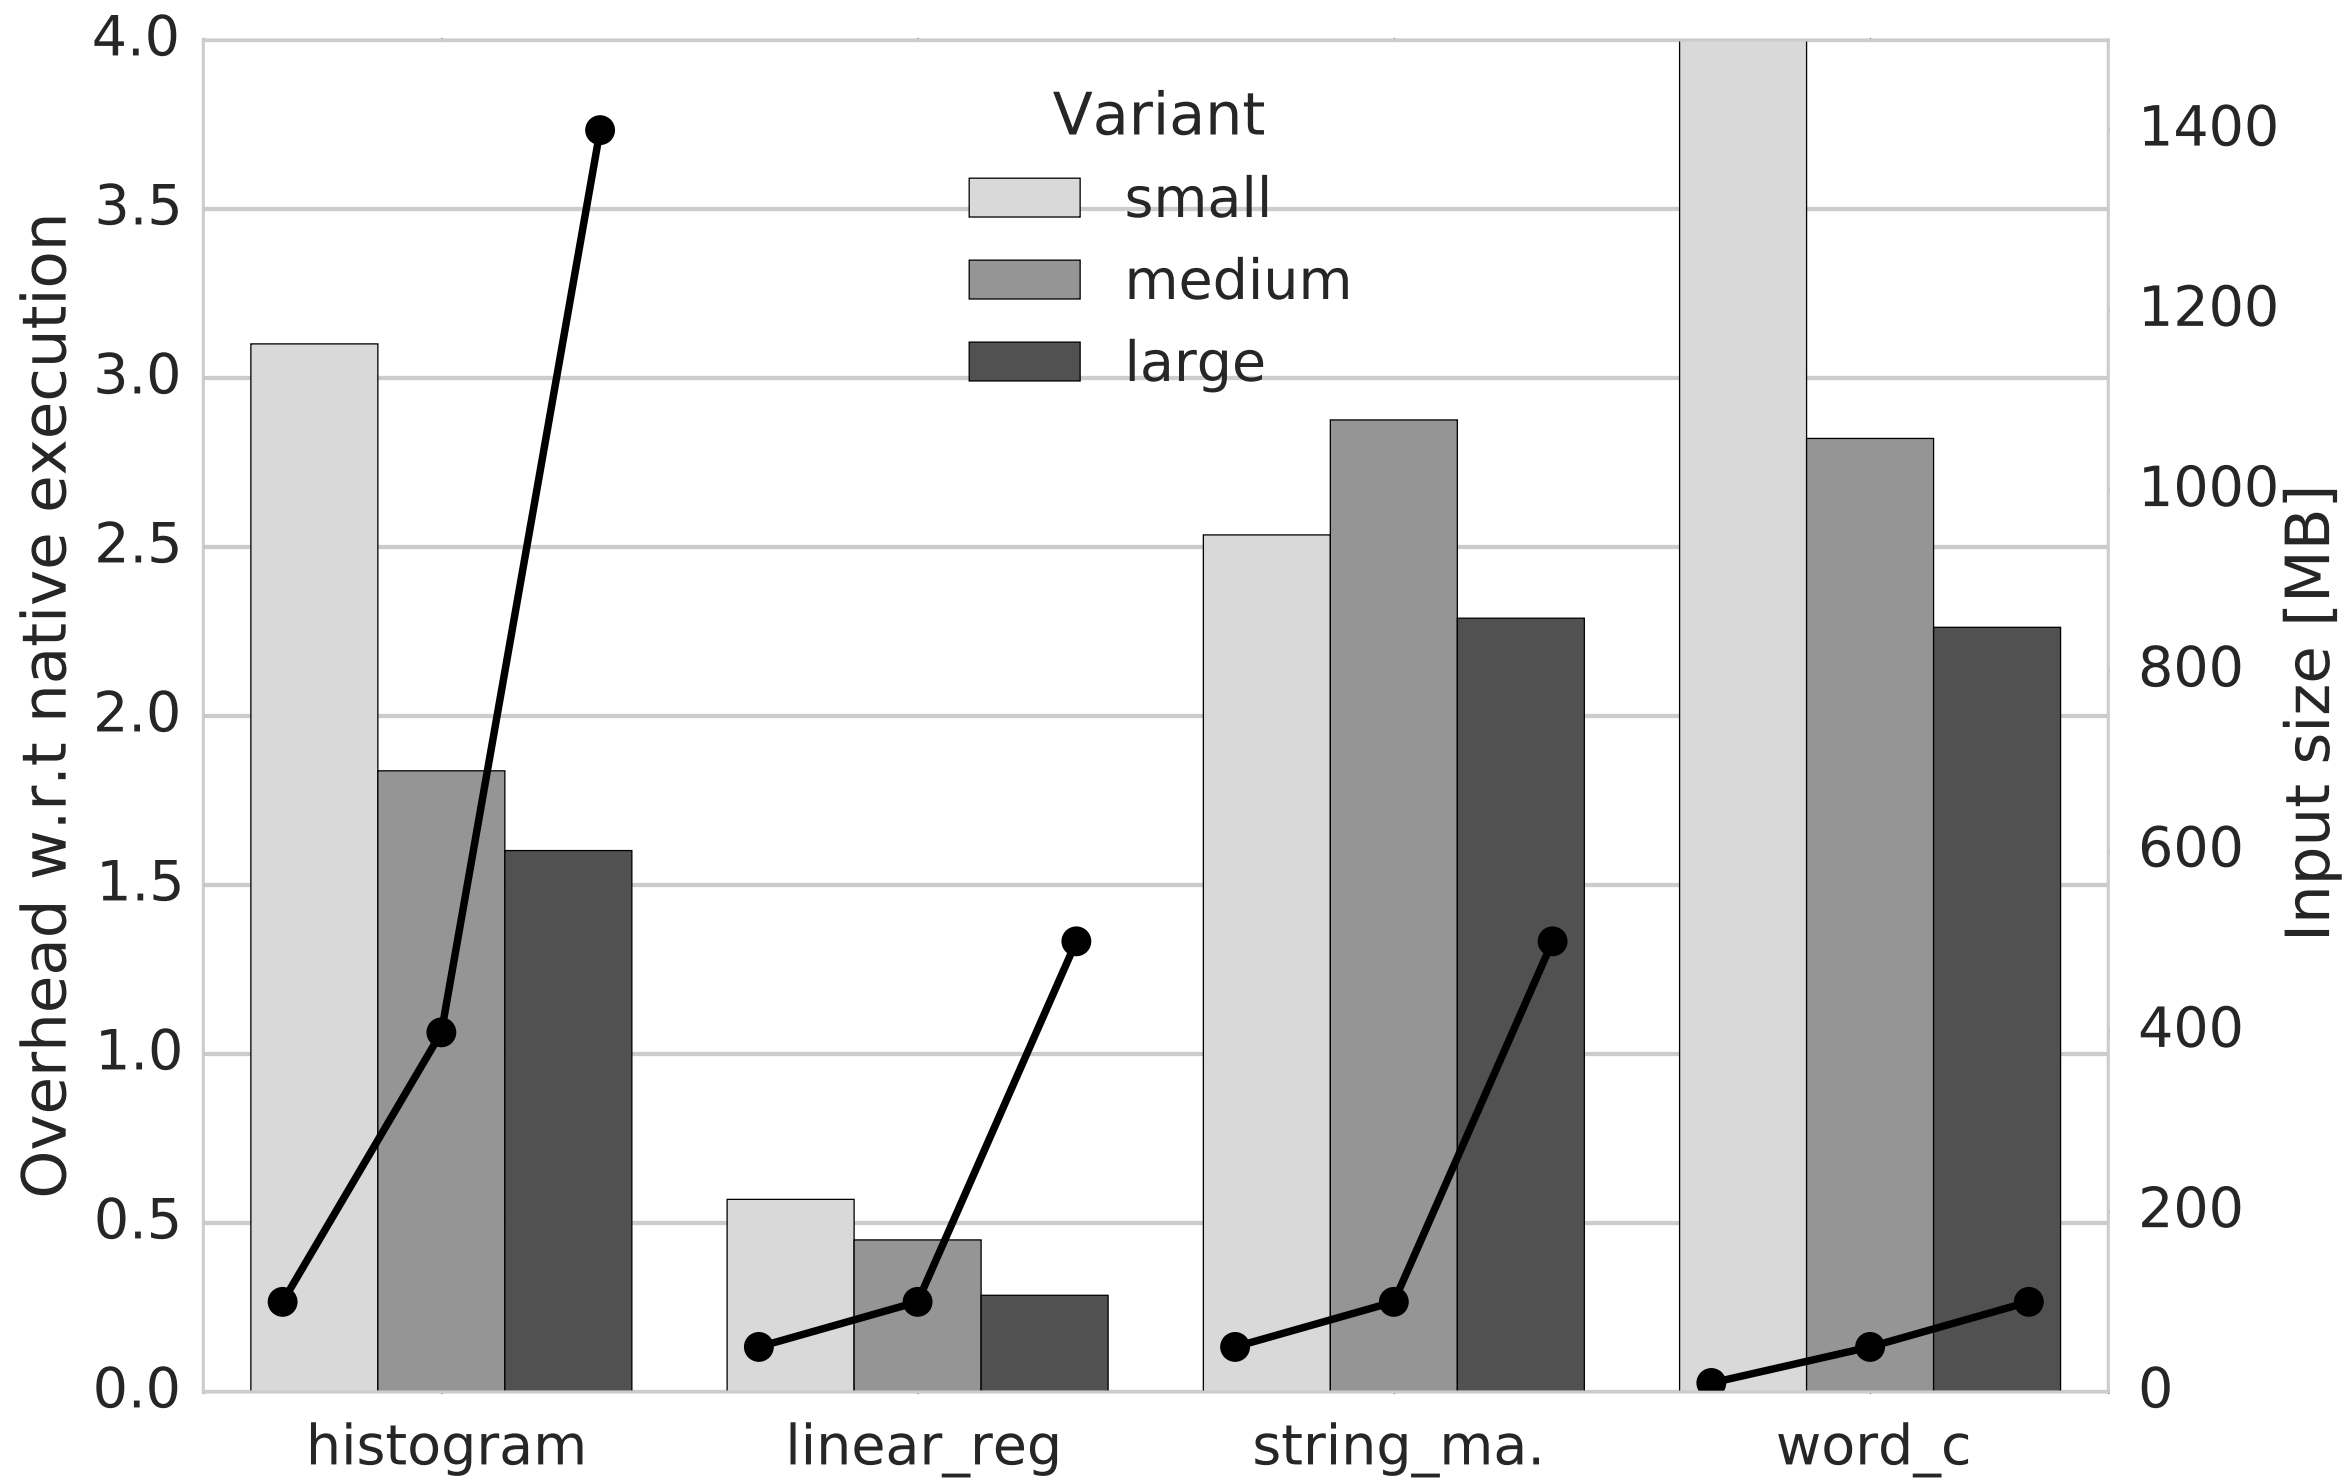 Overhead w.r.t native execution
4.0
3.5
3.0
2.5
2.0
1.5
1.0
0.5
0.0
Variant
small
medium
large
1400
1200
1000
800
600
400
200
0
Input size [MB]
histogram
linear_reg
string_ma.
word_c